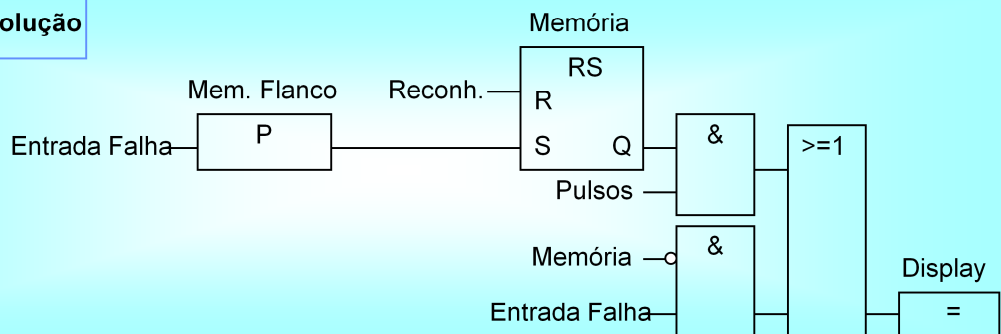 olução
Memória
RS
Mem. Flanco
Reconh.
R
Entrada Falha
P
S
Q
&
>=1
Pulsos
Memória
&
Display
Entrada Falha
=